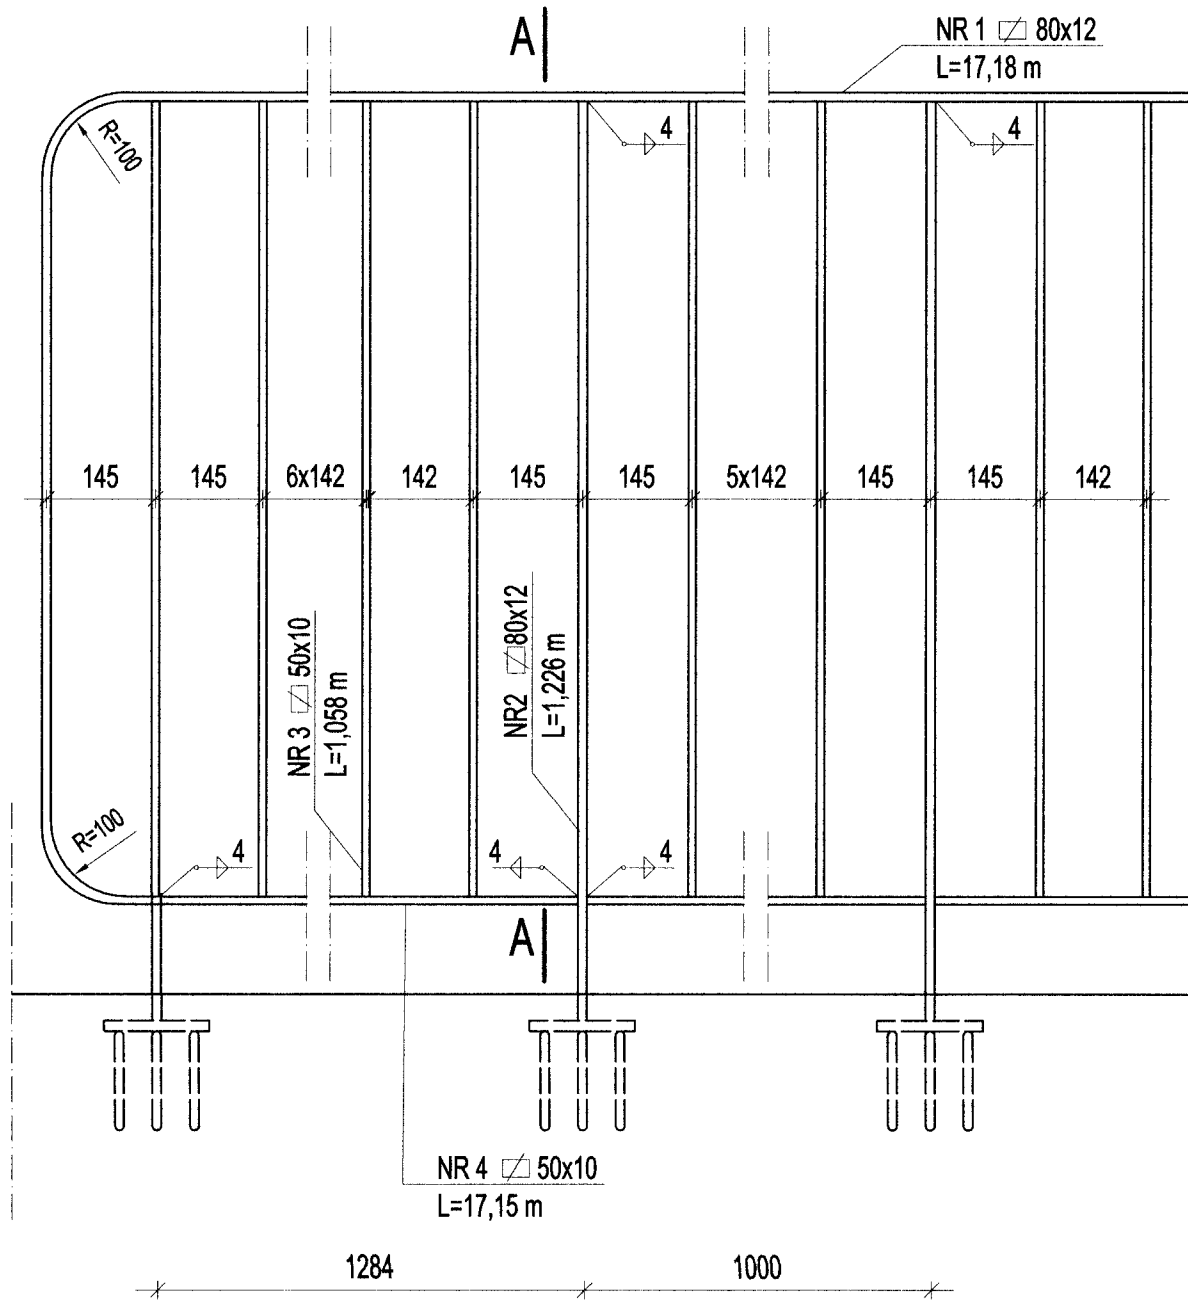 A
NR 1 80x12
L=17,18 m
R=100
4
4
145 145 6x142 142 145 145 5x142 145 145 142
NR 3 50x10
L=1,058 m
NR2 80x12
L=1,226 m
R=100
4
4
4
A
NR 4 50x10
L=17,15 m
1284
1000